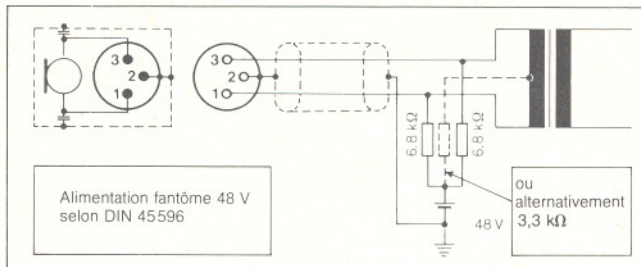 3
2
1
3
2
1
6,8 kΩ
6,8 kΩ
Alimentation fantôme 48 V
selon DIN 45596
48 V
ou
alternativement
3,3 kΩ